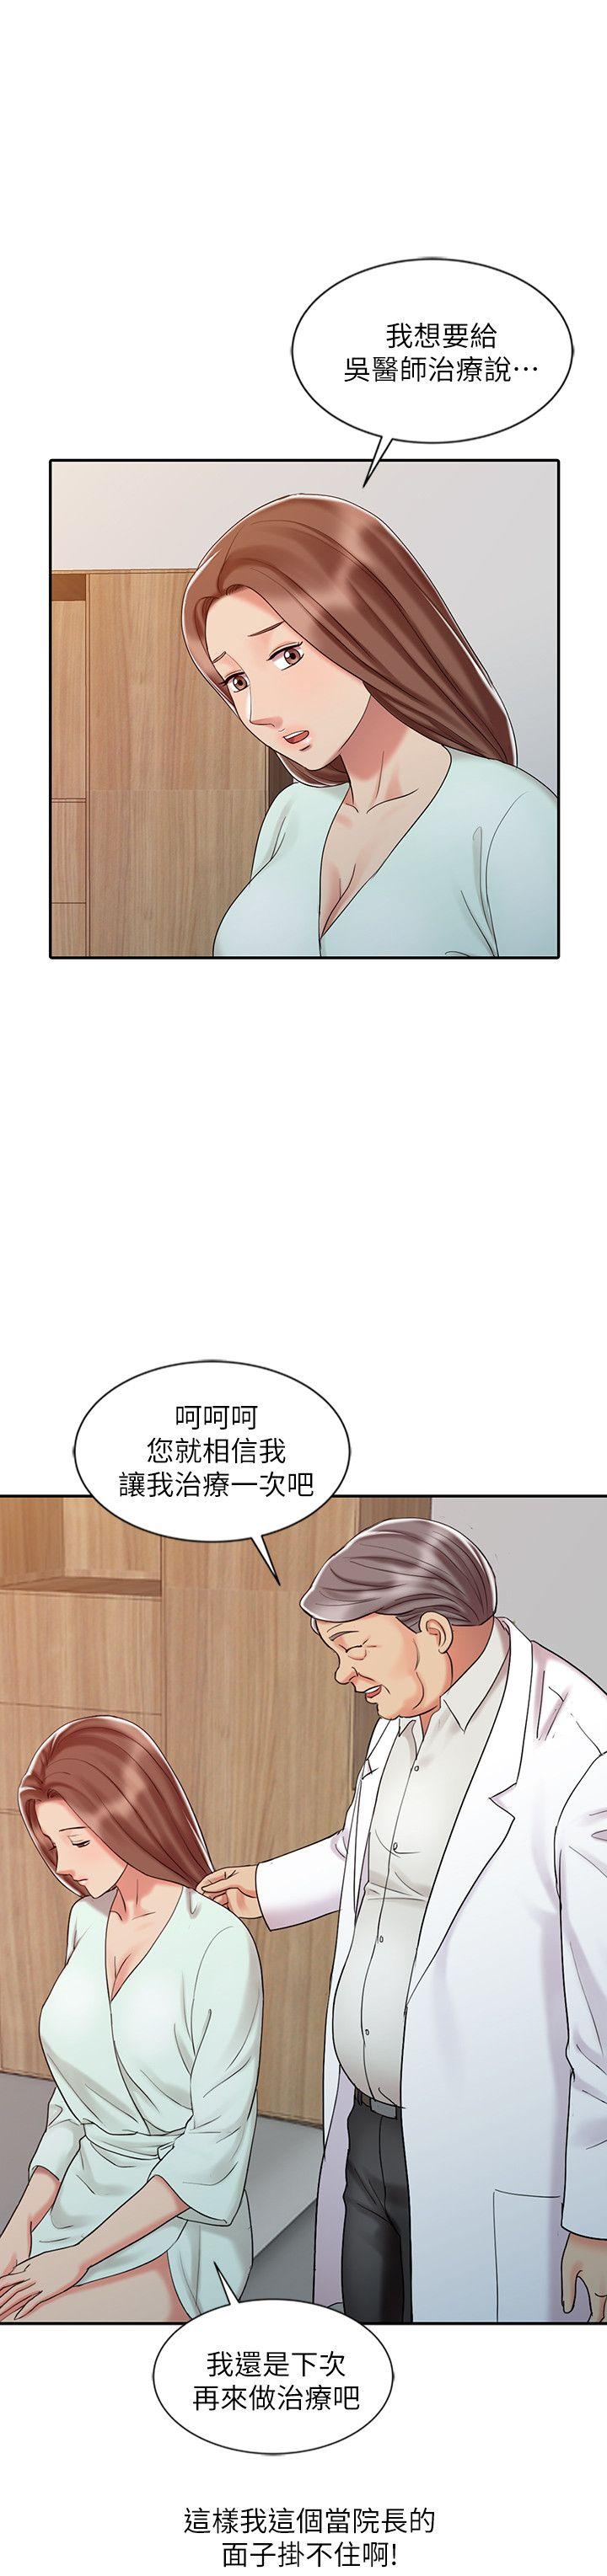 我想要給
吳醫師治療說⋯
呵呵呵
您就相信我
讓我治療一次吧
我還是下次
再來做治療吧
這樣我這個當院長的
面子掛不住啊!